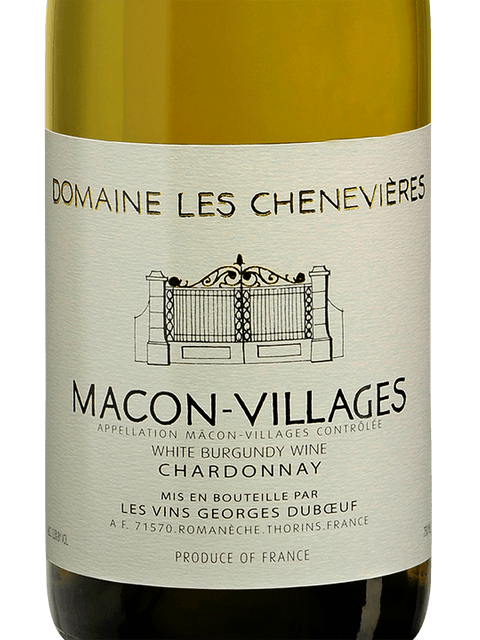 DOMAINE LES CHENEVIÈRES
MACON-VILLAGES
APPELLATION MÂCON-VILLAGES CONTRÔLÉE
WHITE BURGUNDY WINE
CHARDONNAY
MIS EN BOUTEILLE PAR
LES VINS GEORGES DUBŒUF
A F. 71570.ROMANÈCHE.THORINS.FRANCE
PRODUCE OF FRANCE